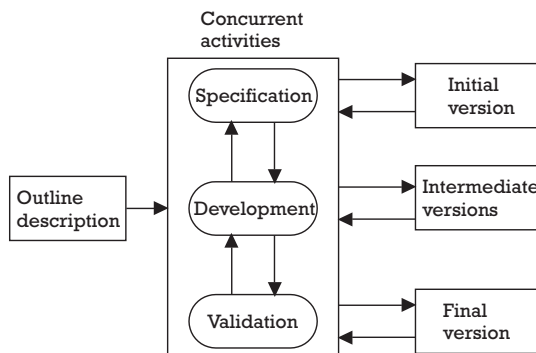 Concurrent
activities
Specification
Initial
version
Outline
description
Development
Intermediate
versions
Validation
Final
version